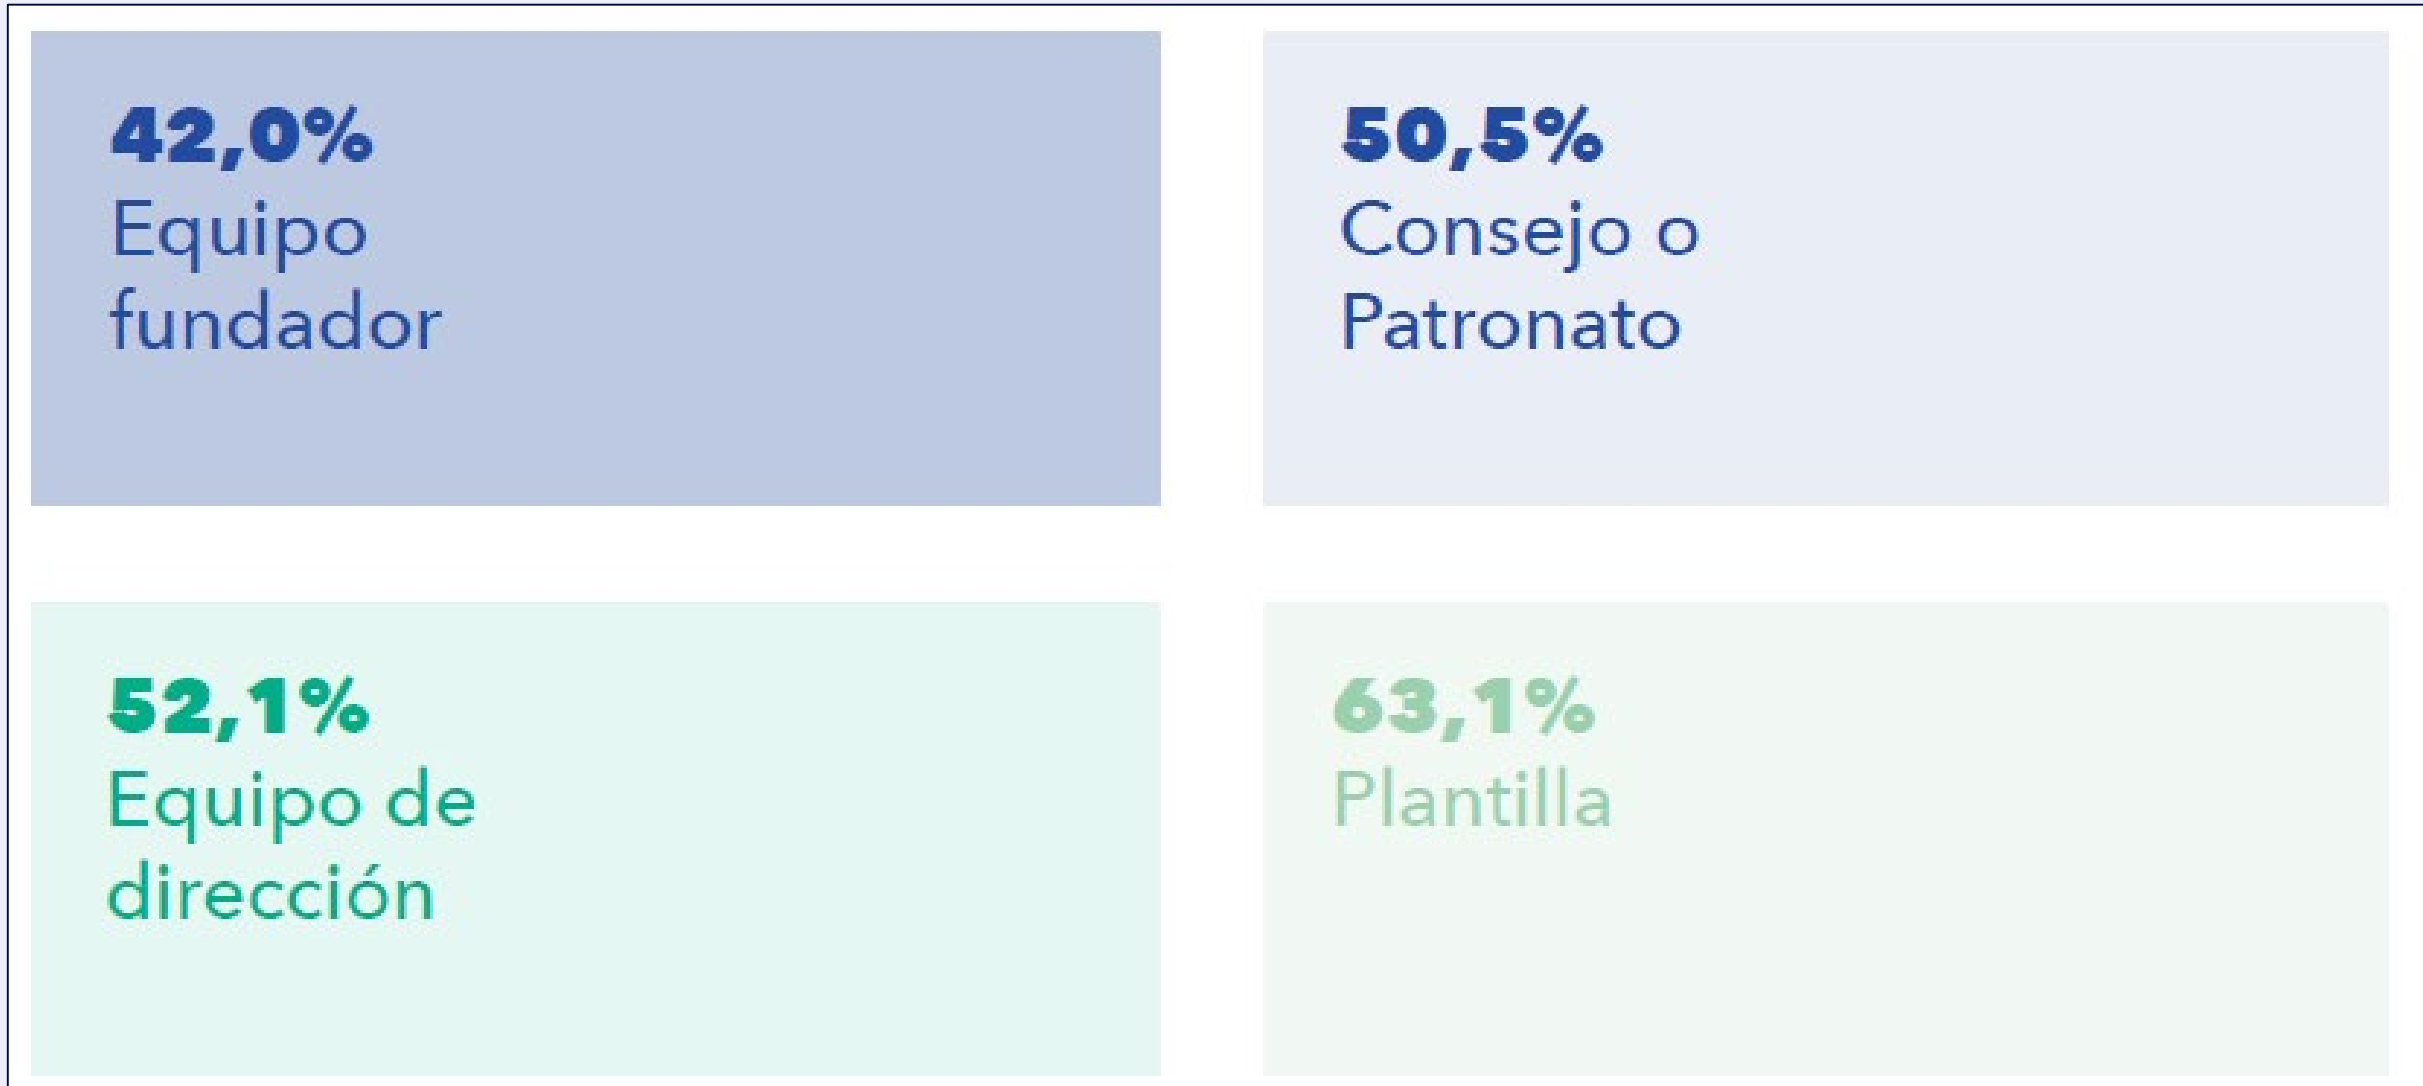 42,0%
Equipo
fundador
50,5%
Consejo o
Patronato
52,1%
Equipo de
dirección
63,1%
Plantilla